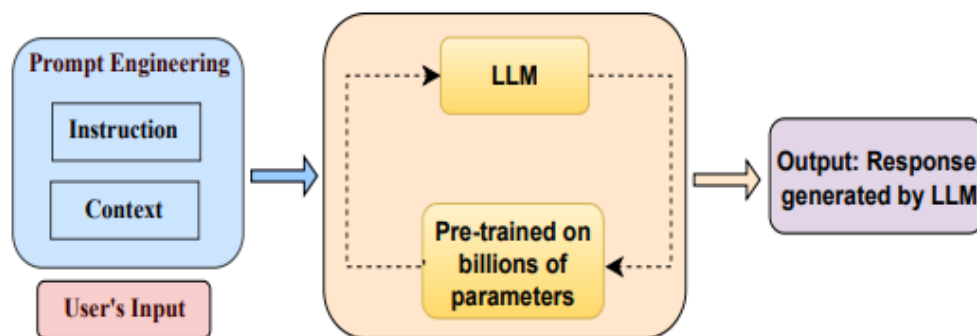 Prompt Engineering
Instruction
Context
User's Input
LLM
Pre-trained on
billions of
parameters
Output: Response
generated by LLM